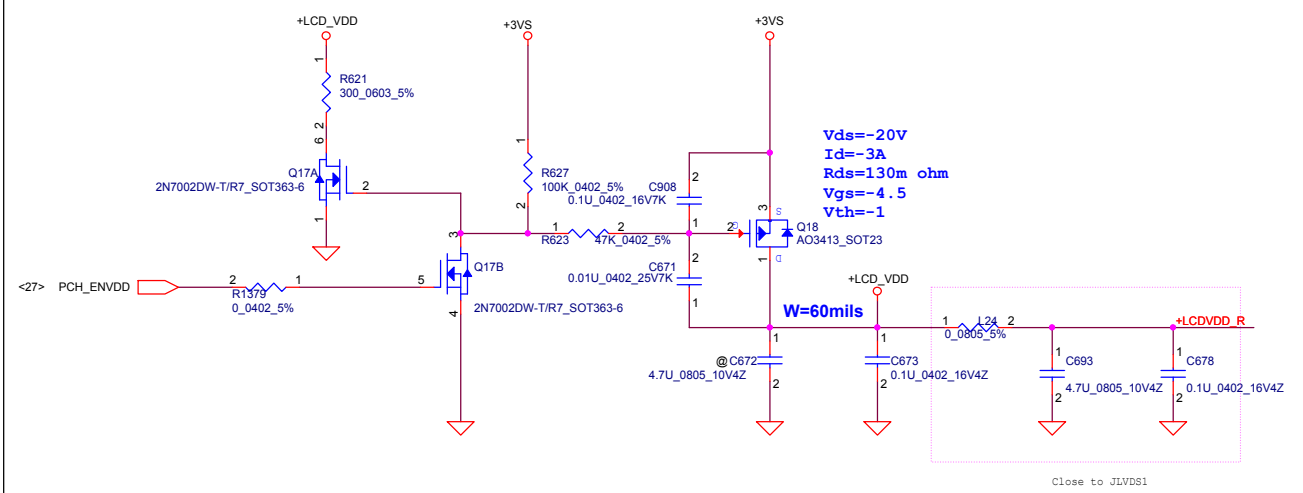 +LCD_VDD
+3VS
+3VS
1
R621
300_0603_5%
2
6
Q17A
2N7002DW-T/R7_SOT363-6
2
1
1
R627
100K_0402_5%
2
C908
0.1U_0402_16V7K
2
1
Vds=-20V
Id=-3A
Rds=130m ohm
Vgs=-4.5
Vth=-1
3
S
2
G
Q18
AO3413_SOT23
1
D
1
R623
2
47K_0402_5%
3
Q17B
5
2N7002DW-T/R7_SOT363-6
4
<27>
PCH_ENVDD
2
1
R1379
0_0402_5%
C671
0.01U_0402_25V7K
2
1
W=60mils
+LCD_VDD
1
L24
2
0_0805_5%
+LCDVDD_R
1
@C672
4.7U_0805_10V4Z
2
1
C673
0.1U_0402_16V4Z
2
1
C693
4.7U_0805_10V4Z
2
1
C678
0.1U_0402_16V4Z
2
Close to JLVDS1